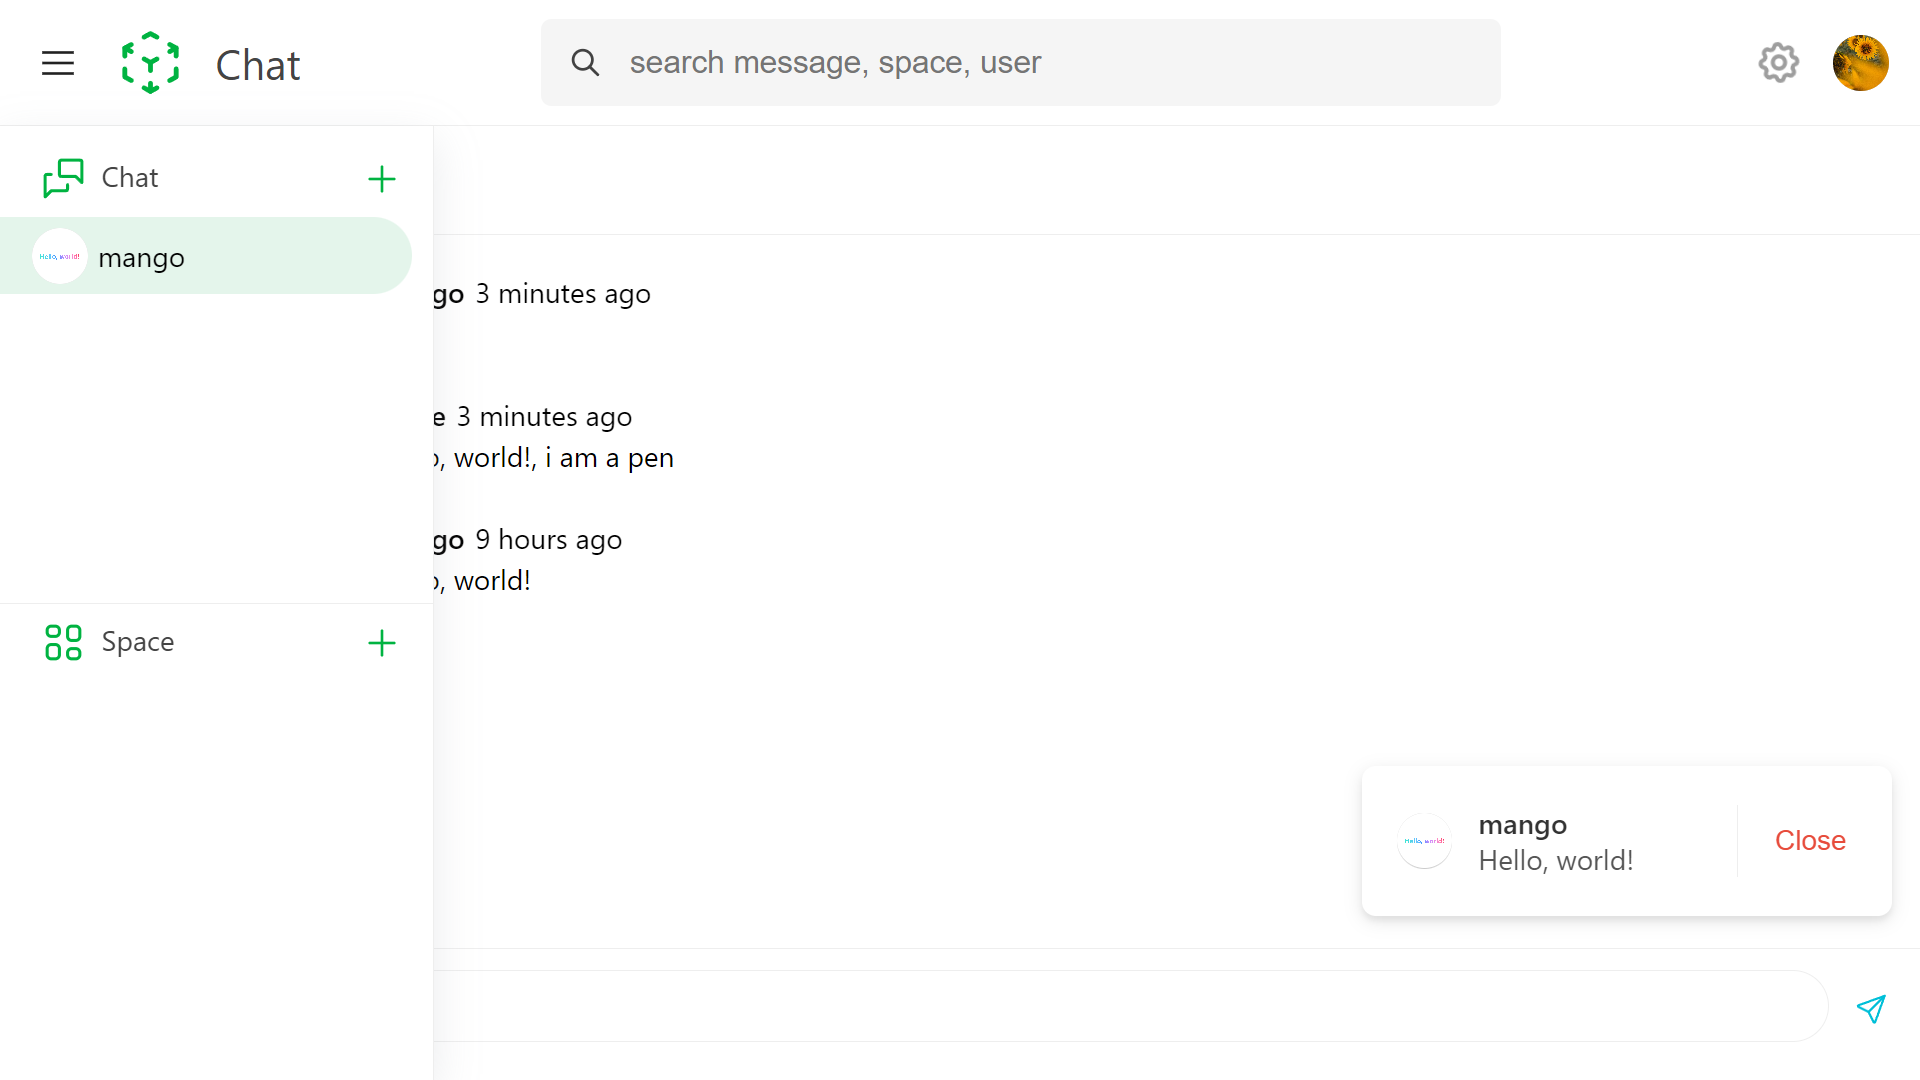 Chat
search message, space, user
Chat
Hello, world!
mango
go 3 minutes ago
e 3 minutes ago
, world!, i am a pen
go 9 hours ago
, world!
Space
mango
Hello, world!
Hello, world!
Close